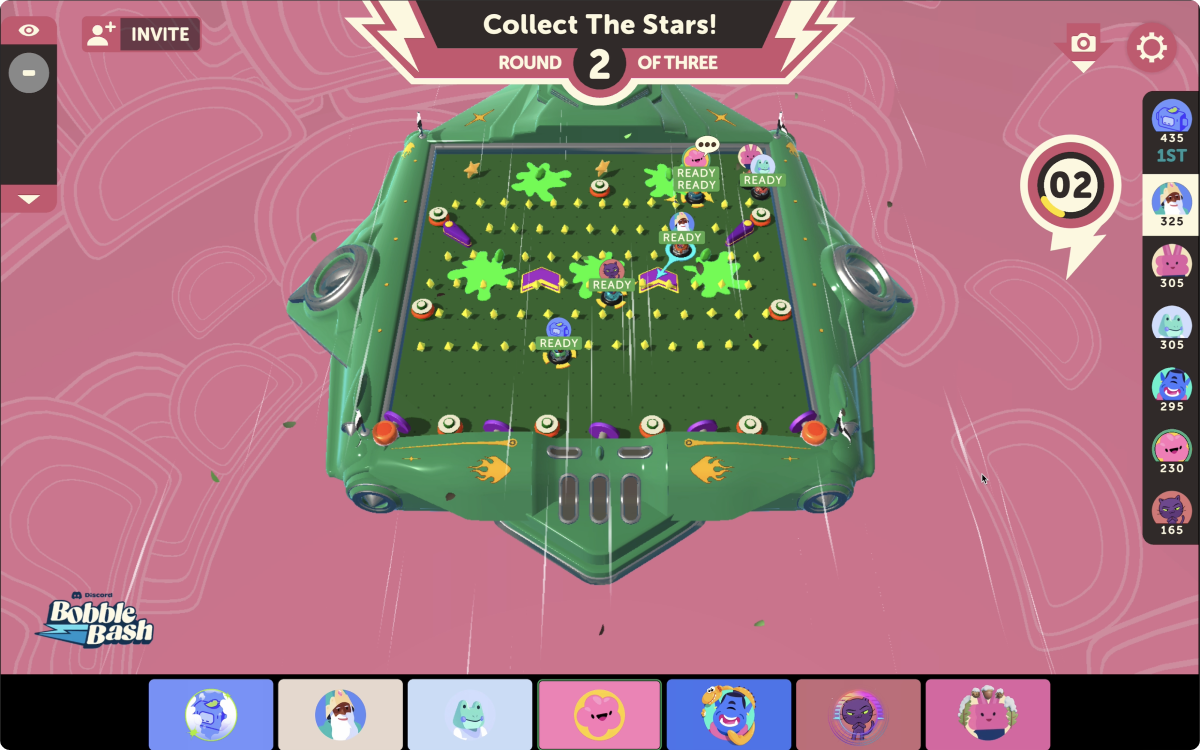 Collect The Stars!
INVITE
ROUND 2 OF THREE
435
1ST
02
READY
READY
READY
325
READY
305
READY
305
READY
295
230
165
Discord
Bobble
Bash